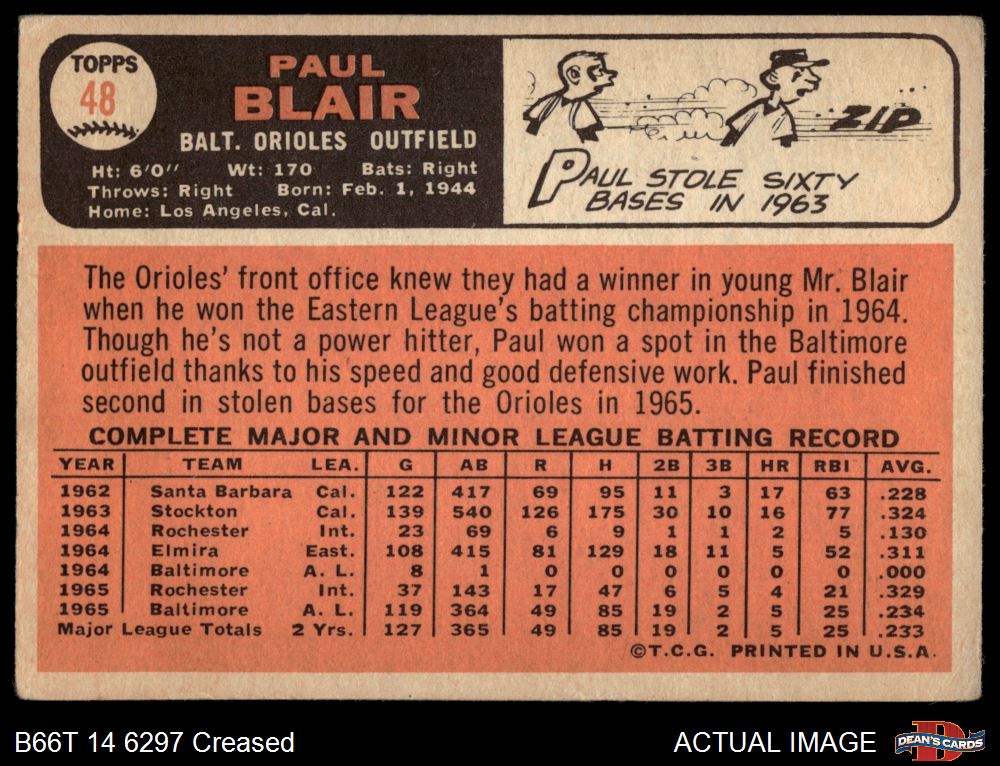 TOPPS
48
PAUL
BLAIR
BALT. ORIOLES OUTFIELD
Ht: 6'0" Wt: 170 Bats: Right
Throws: Right Born: Feb. 1, 1944
Home: Los Angeles, Cal.
ZIP
PAUL STOLE SIXTY
BASES IN 1963
The Orioles' front office knew they had a winner in young Mr. Blair
when he won the Eastern League's batting championship in 1964.
Though he's not a power hitter, Paul won a spot in the Baltimore
outfield thanks to his speed and good defensive work. Paul finished
second in stolen bases for the Orioles in 1965.
COMPLETE MAJOR AND MINOR LEAGUE BATTING RECORD
YEAR TEAM LEA. G AB R H 2B 3B HR RBI AVG.
1962 Santa Barbara Cal. 122 417 69 95 11 3 17 63 .228
1963 Stockton Cal. 139 540 126 175 30 10 16 77 .324
1964 Rochester Int. 23 69 6 9 1 1 2 5 .130
1964 Elmira East. 108 415 81 129 18 11 5 52 .311
1964 Baltimore A. L. 8 1 0 0 0 0 0 0 .000
1965 Rochester Int. 37 143 17 47 6 5 4 21 .329
1965 Baltimore A. L. 119 364 49 85 19 2 5 25 .234
Major League Totals 2 Yrs. 127 365 49 85 19 2 5 25 .233
©T.C.G. PRINTED IN U.S.A.
B66T 14 6297 Creased
ACTUAL IMAGE
DEAN'S CARDS